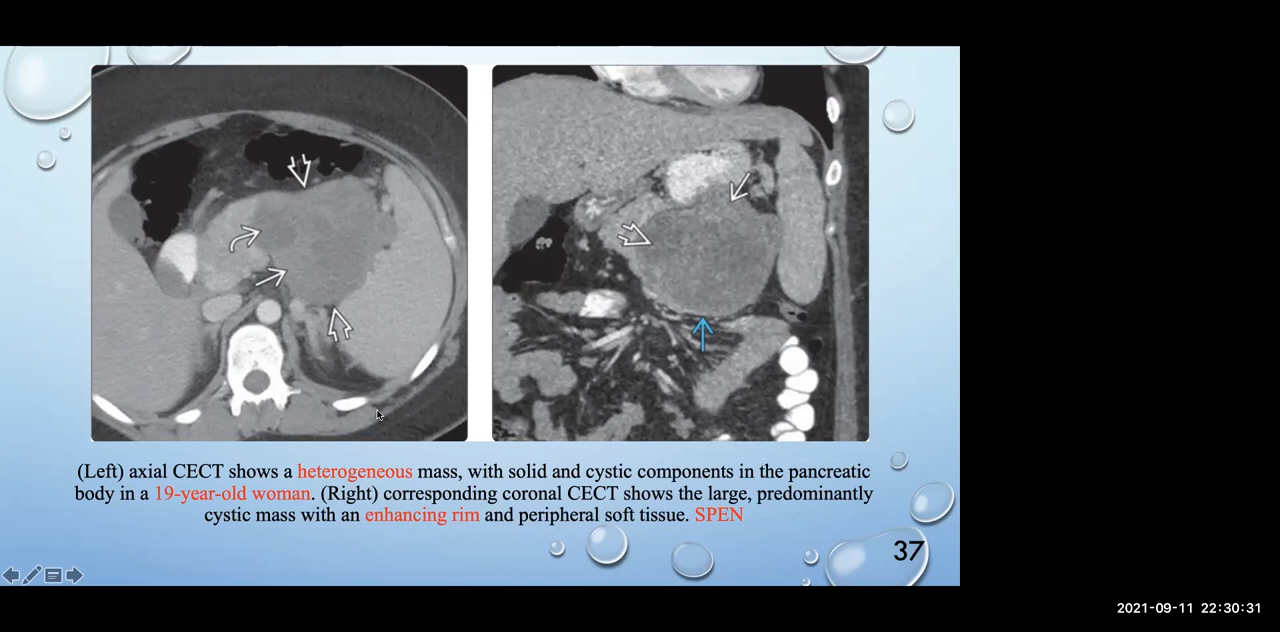 (Left) axial CECT shows a heterogeneous mass, with solid and cystic components in the pancreatic
body in a 19-year-old woman. (Right) corresponding coronal CECT shows the large, predominantly
cystic mass with an enhancing rim and peripheral soft tissue. SPEN
37
2021-09-11 22:30:31